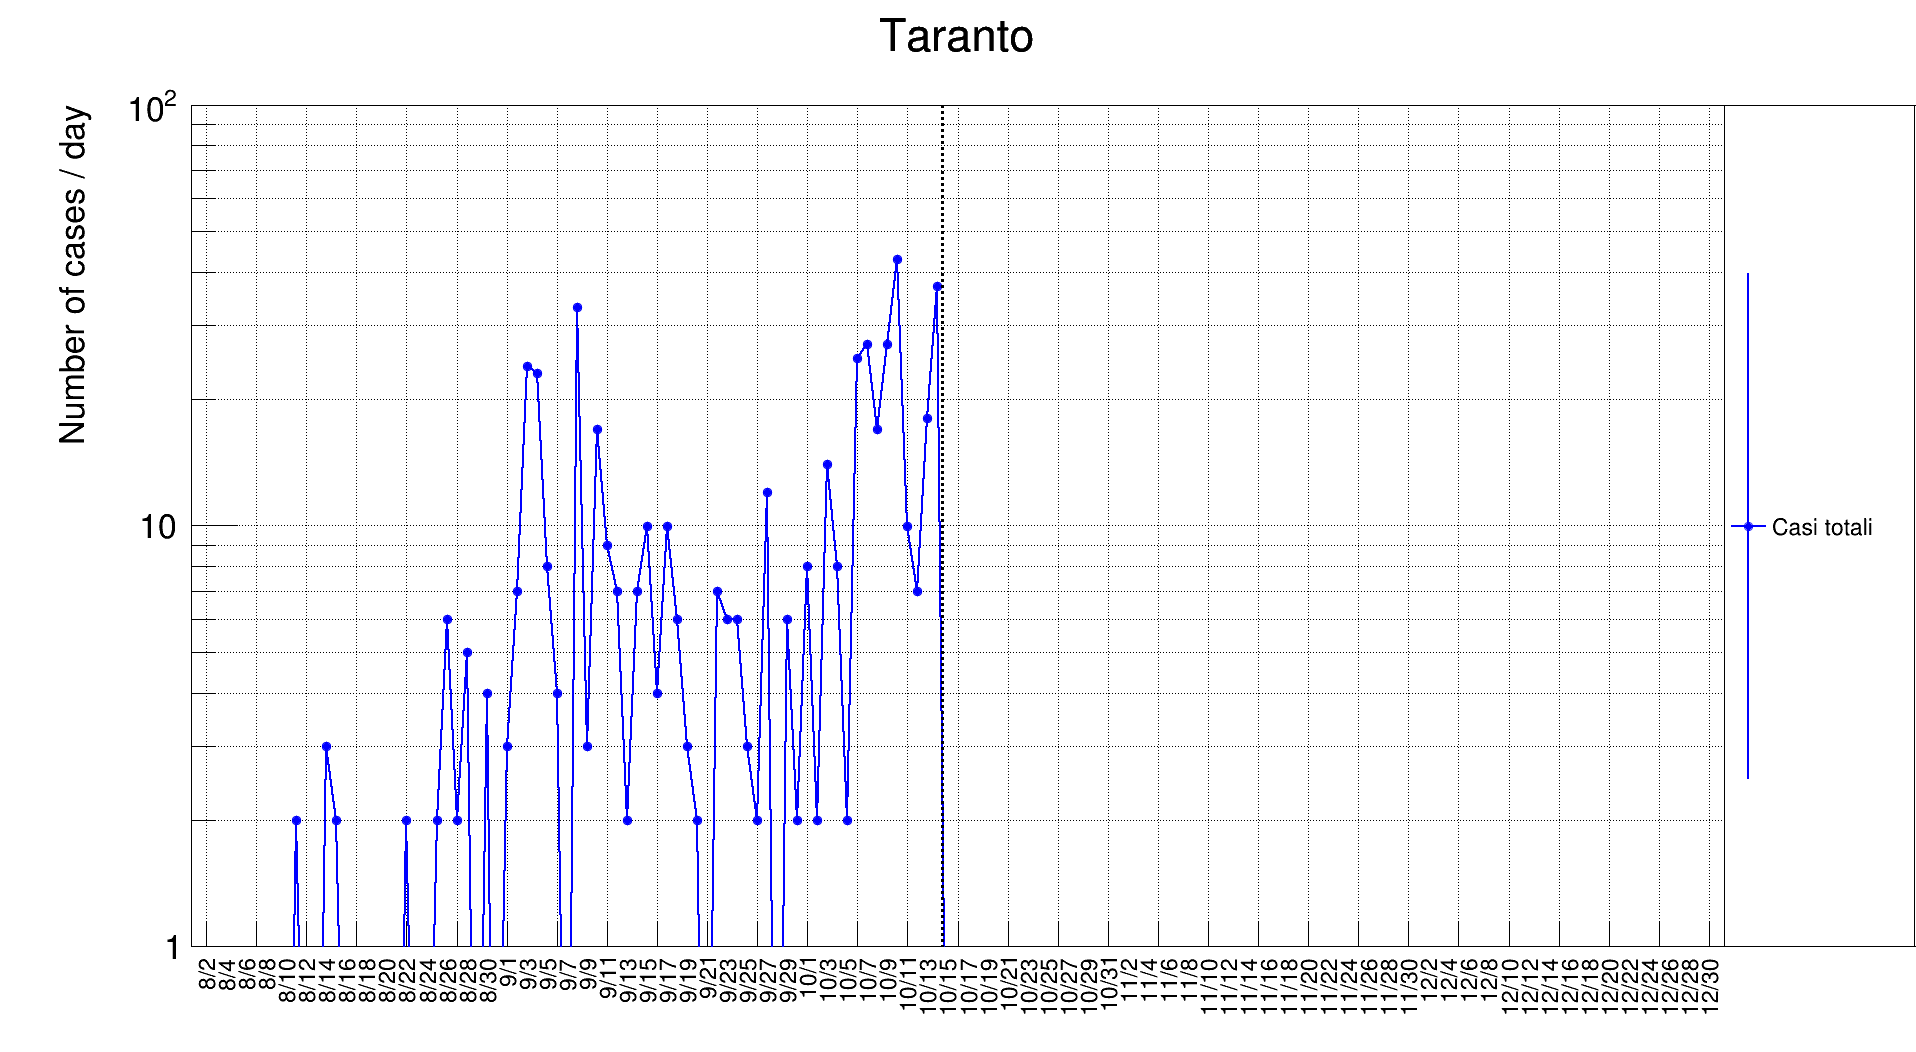 Taranto
Number of cases / day
10²
10
1
8/2 8/4 8/6 8/8 8/10 8/12 8/14 8/16 8/18 8/20 8/22 8/24 8/26 8/28 8/30 9/1 9/3 9/5 9/7 9/9 9/11 9/13 9/15 9/17 9/19 9/21 9/23 9/25 9/27 9/29 10/1 10/3 10/5 10/7 10/9 10/11 10/13 10/15 10/17 10/19 10/21 10/23 10/25 10/27 10/29 10/31 11/2 11/4 11/6 11/8 11/10 11/12 11/14 11/16 11/18 11/20 11/22 11/24 11/26 11/28 11/30 12/2 12/4 12/6 12/8 12/10 12/12 12/14 12/16 12/18 12/20 12/22 12/24 12/26 12/28 12/30
Casi totali